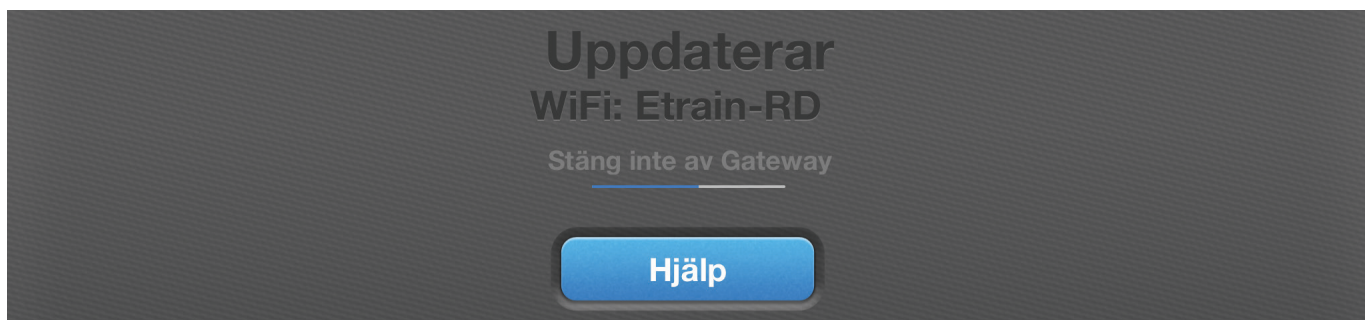 Uppdaterar
WiFi: Etrain-RD
Stäng inte av Gateway
Hjälp